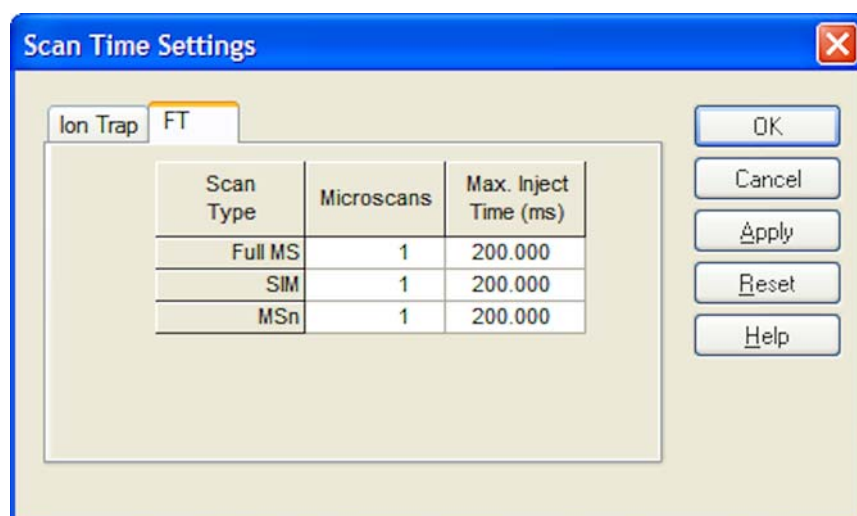 Scan Time Settings
Ion Trap FT
Scan Type Microscans Max. Inject Time (ms)
Full MS 1 200.000
SIM 1 200.000
MSn 1 200.000
OK
Cancel
Apply
Reset
Help